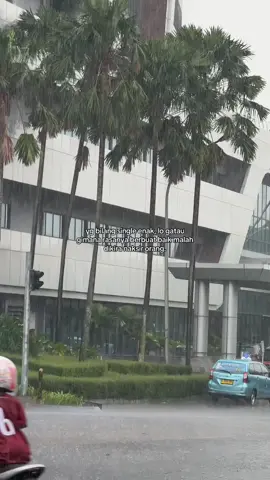 yg bilang single enak, lo gatau
gimana rasanya berbuat baik malah
dikira naksir orang.